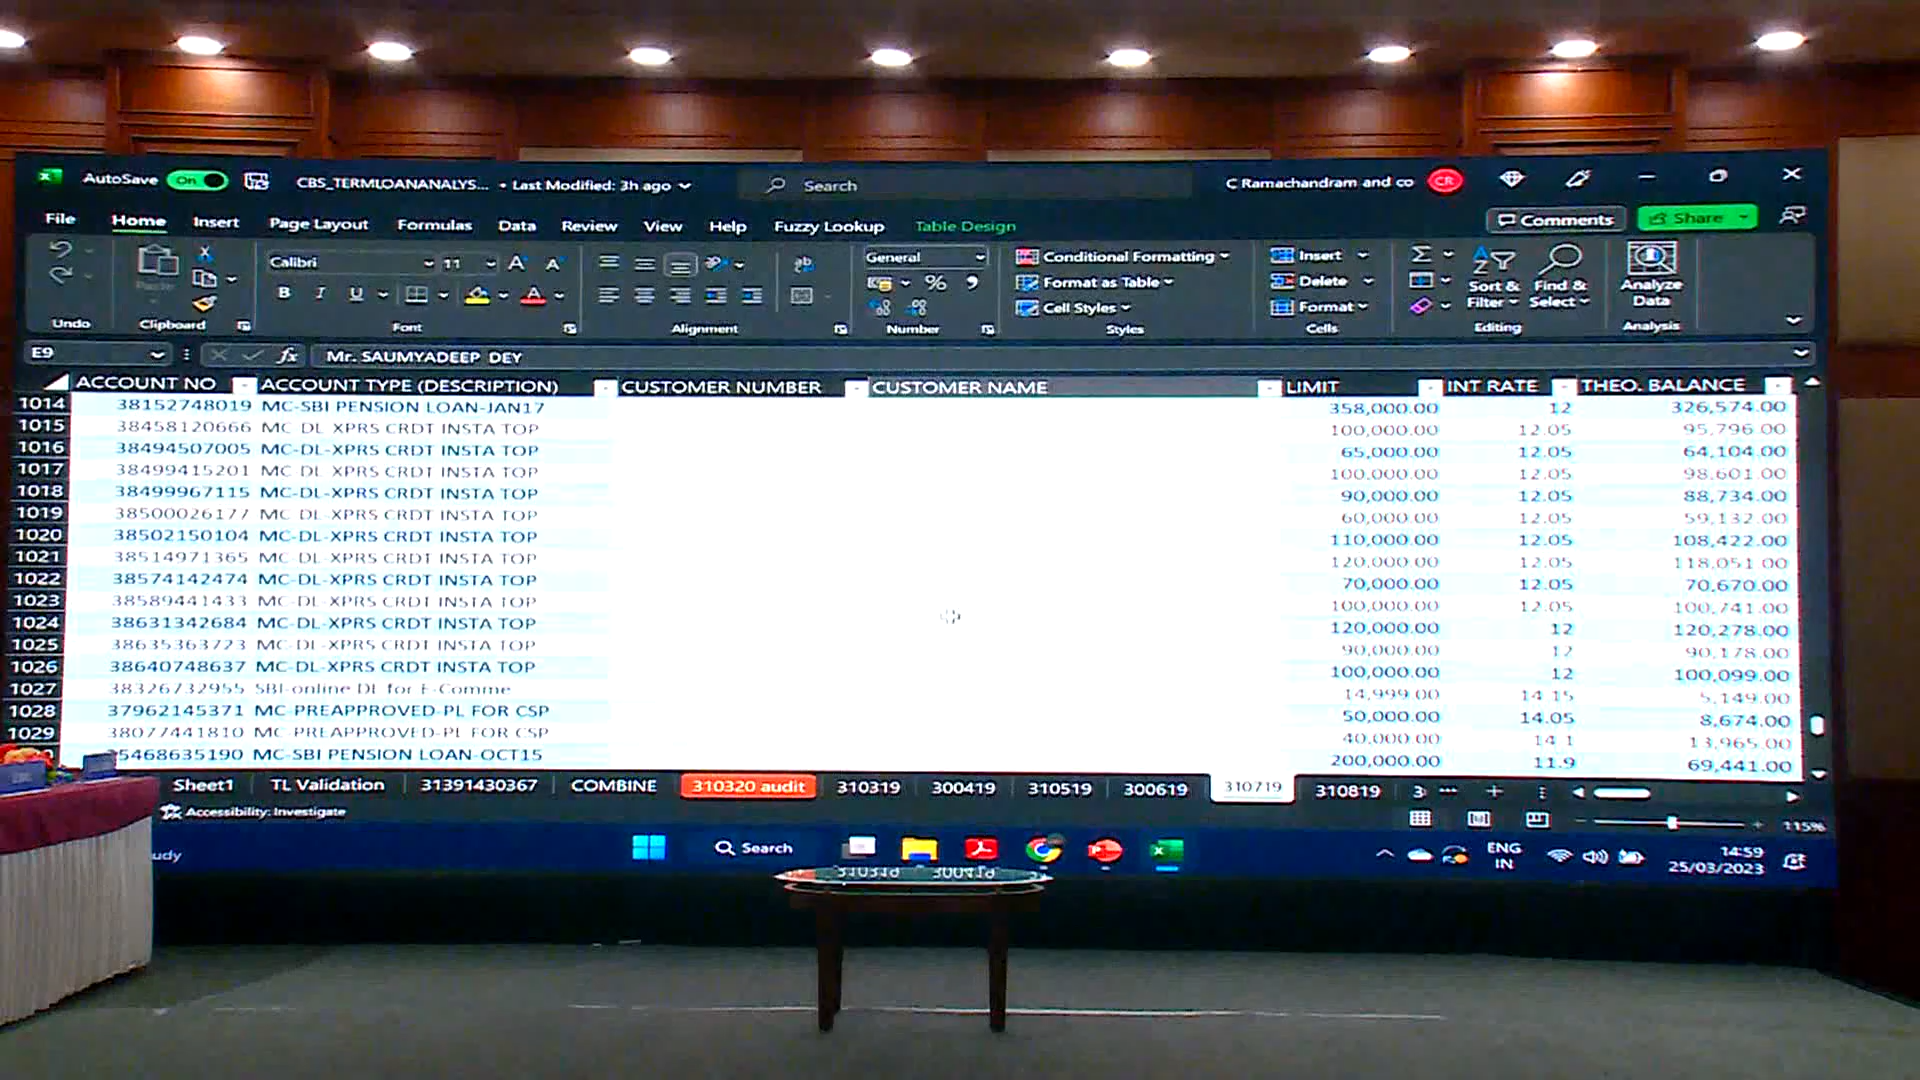 AutoSave On CBS_TERMLOANANALYS... • Last Modified: 3h ago Search C Ramachandram and co CR
File Home Insert Page Layout Formulas Data Review View Help Fuzzy Lookup Table Design Comments Share
Calibri 11 General Conditional Formatting Insert
Paste B I U Format as Table Delete Sort & Find & Analyze
Cell Styles Format Filter Select Data
Undo Clipboard Font Alignment Number Styles Cells Editing Analysis
E9 fx Mr. SAUMYADEEP DEY
ACCOUNT NO ACCOUNT TYPE (DESCRIPTION) CUSTOMER NUMBER CUSTOMER NAME LIMIT INT RATE THEO. BALANCE
1014 38152748019 MC-SBI PENSION LOAN-JAN17 358,000.00 12 326,574.00
1015 38458120666 MC-DL-XPRS CRDT INSTA TOP 100,000.00 12.05 95,796.00
1016 38494507005 MC-DL-XPRS CRDT INSTA TOP 65,000.00 12.05 64,104.00
1017 38499415201 MC-DL-XPRS CRDT INSTA TOP 100,000.00 12.05 98,601.00
1018 38499967115 MC-DL-XPRS CRDT INSTA TOP 90,000.00 12.05 88,734.00
1019 38500026177 MC-DL-XPRS CRDT INSTA TOP 60,000.00 12.05 59,132.00
1020 38502150104 MC-DL-XPRS CRDT INSTA TOP 110,000.00 12.05 108,422.00
1021 38514971365 MC-DL-XPRS CRDT INSTA TOP 120,000.00 12.05 118,051.00
1022 38574142474 MC-DL-XPRS CRDT INSTA TOP 70,000.00 12.05 70,670.00
1023 38589441433 MC-DL-XPRS CRDT INSTA TOP 100,000.00 12.05 100,741.00
1024 38631342684 MC-DL-XPRS CRDT INSTA TOP 120,000.00 12 120,278.00
1025 38635363723 MC-DL-XPRS CRDT INSTA TOP 90,000.00 12 90,178.00
1026 38640748637 MC-DL-XPRS CRDT INSTA TOP 100,000.00 12 100,099.00
1027 38326732955 SBI-online DL for E-Comme 14,999.00 14.15 5,149.00
1028 37962145371 MC-PREAPPROVED-PL FOR CSP 50,000.00 14.05 8,674.00
1029 38077441810 MC-PREAPPROVED-PL FOR CSP 40,000.00 14.1 13,965.00
5468635190 MC-SBI PENSION LOAN-OCT15 200,000.00 11.9 69,441.00
Sheet1 TL Validation 31391430367 COMBINE 310320 audit 310319 300419 310519 300619 310719 310819 3
Accessibility: Investigate 115%
udy Search ENG IN 14:59
25/03/2023